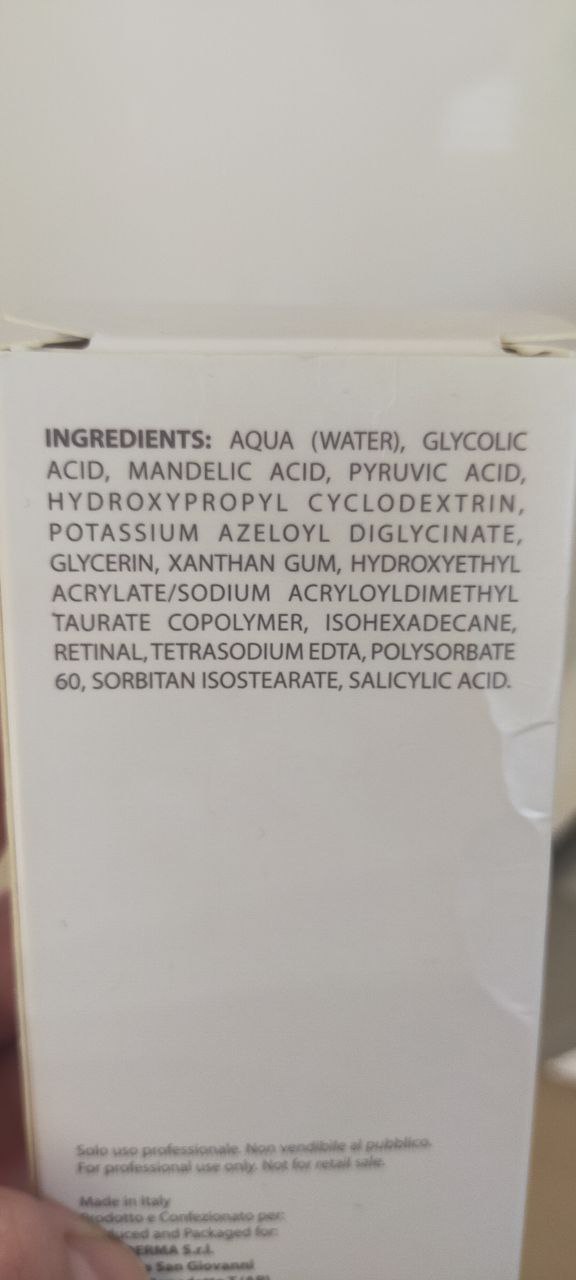 INGREDIENTS: AQUA (WATER), GLYCOLIC
ACID, MANDELIC ACID, PYRUVIC ACID,
HYDROXYPROPYL CYCLODEXTRIN,
POTASSIUM AZELOYL DIGLYCINATE,
GLYCERIN, XANTHAN GUM, HYDROXYETHYL
ACRYLATE/SODIUM ACRYLOYLDIMETHYL
TAURATE COPOLYMER, ISOHEXADECANE,
RETINAL, TETRASODIUM EDTA, POLYSORBATE
60, SORBITAN ISOSTEARATE, SALICYLIC ACID.
Solo uso professionale. Non vendibile al pubblico.
For professional use only. Not for retail sale.
Made in Italy
Prodotto e Confezionato per:
and Packaged for:
S.r.l.
San Giovanni